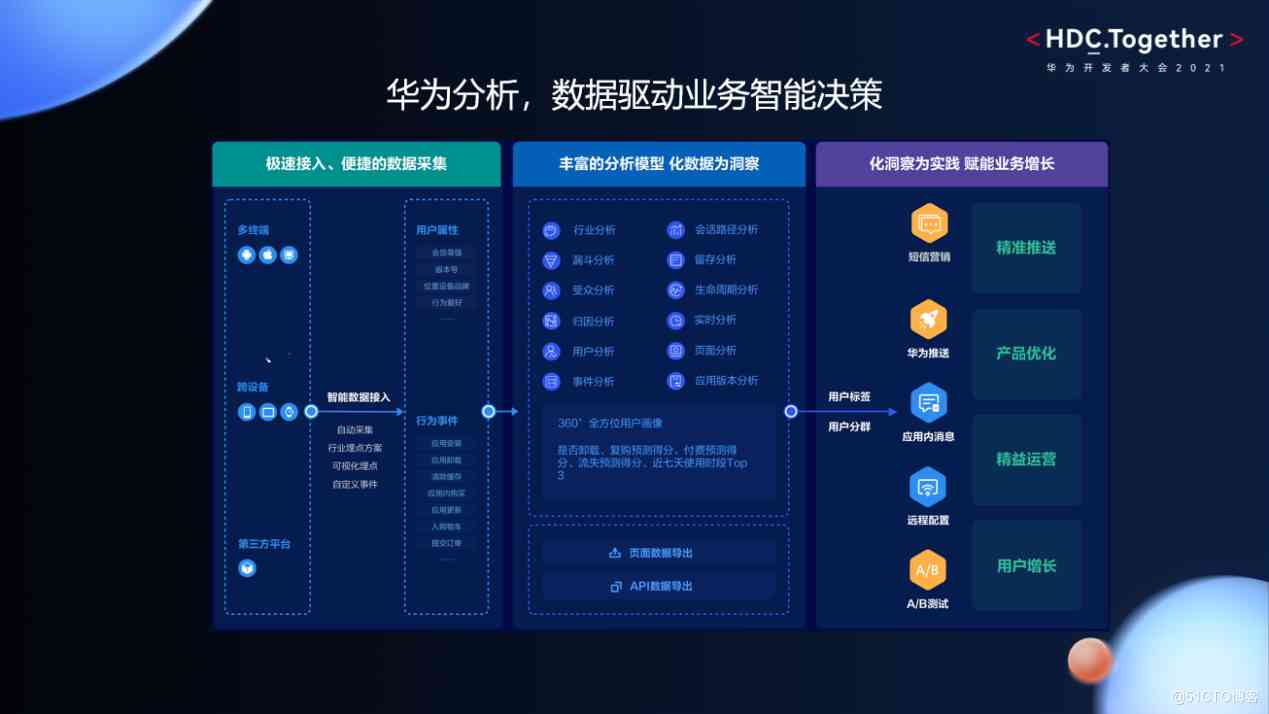 <HDC.Together>
华为开发者大会2021
华为分析，数据驱动业务智能决策
极速接入、便捷的数据采集
多终端
跨设备
第三方平台
智能数据接入
自动采集
行业埋点方案
可视化埋点
自定义事件
用户属性
会员等级
版本号
位置设备品牌
行为爱好
......
行为事件
应用安装
应用卸载
清除缓存
应用内购买
应用更新
入购物车
提交订单
......
丰富的分析模型 化数据为洞察
行业分析
会话路径分析
漏斗分析
留存分析
受众分析
生命周期分析
归因分析
实时分析
用户分析
页面分析
事件分析
应用版本分析
360°全方位用户画像
是否卸载、复购预测得分、付费预测得
分、流失预测得分、近七天使用时段Top
3
页面数据导出
API数据导出
用户标签
用户分群
化洞察为实践 赋能业务增长
短信营销
华为推送
应用内消息
远程配置
A/B
A/B测试
精准推送
产品优化
精益运营
用户增长
@51CTO博客